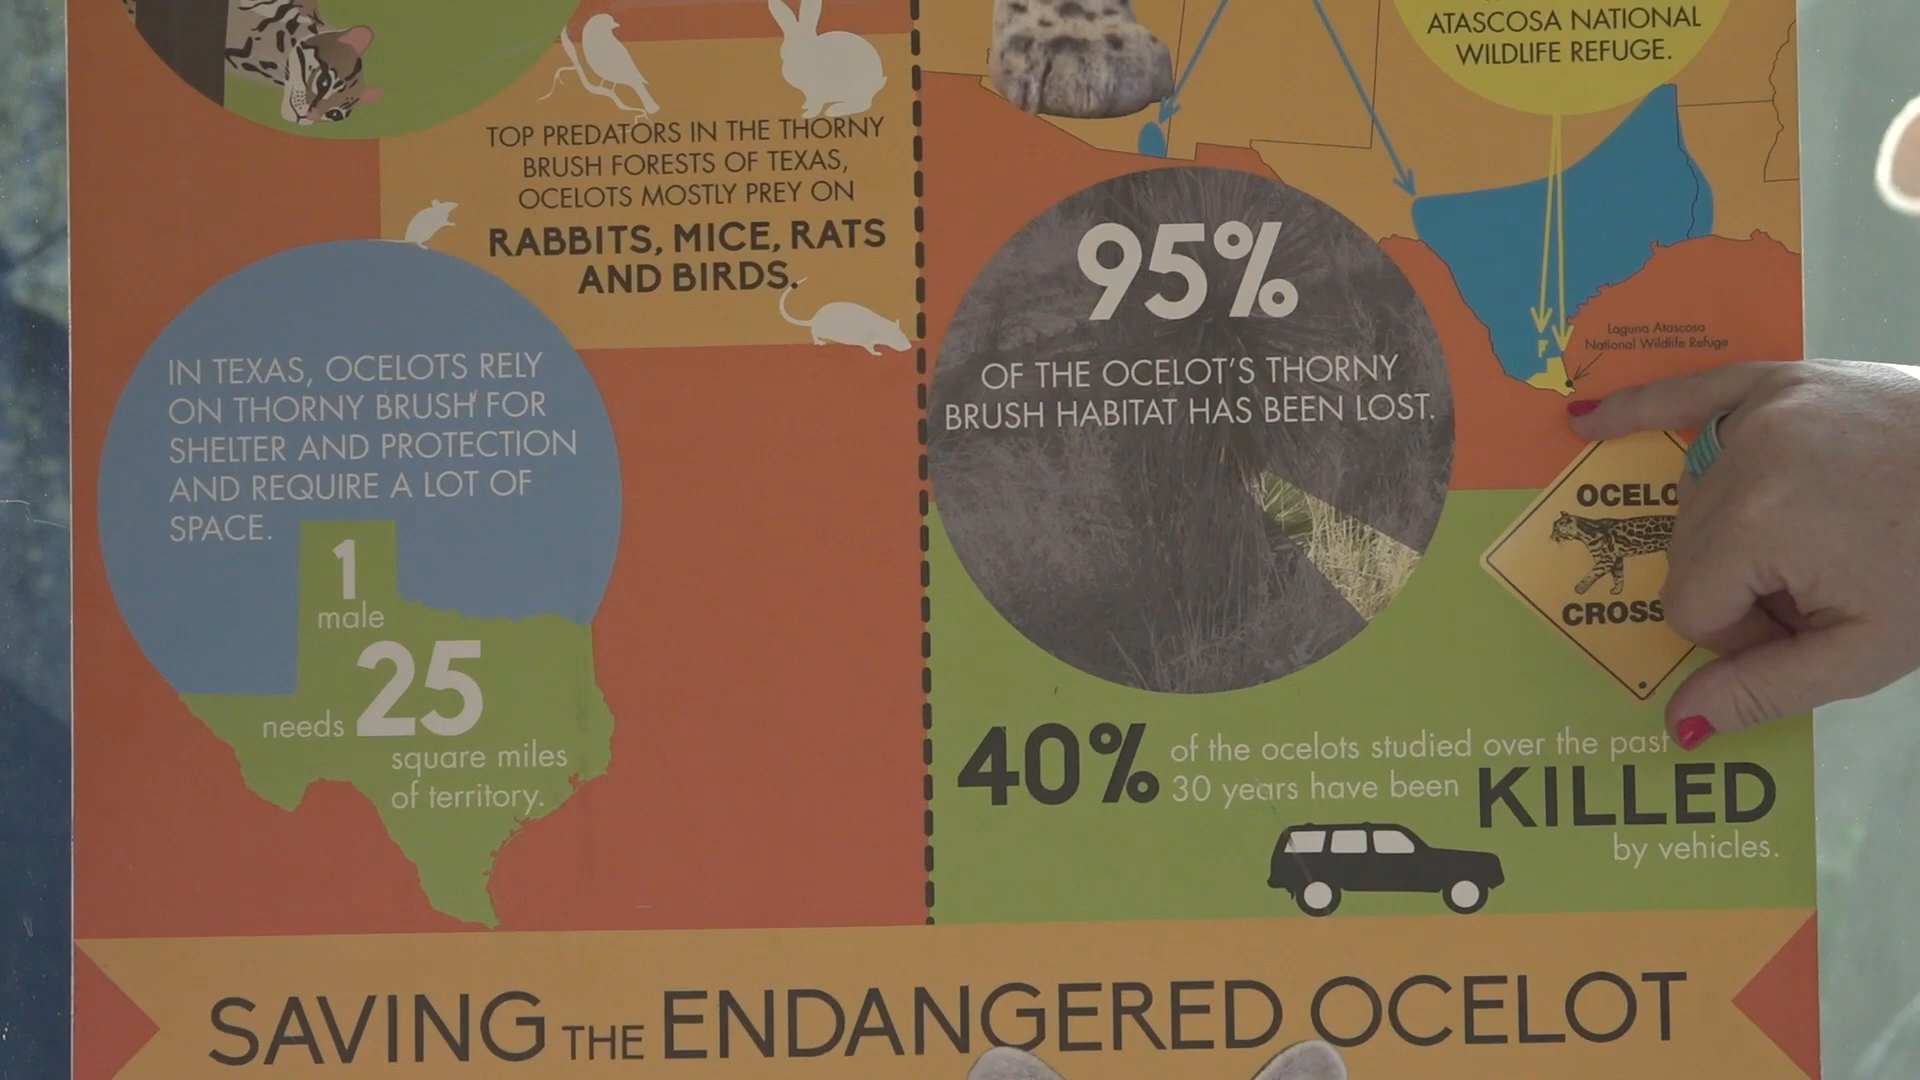 TOP PREDATORS IN THE THORNY
BRUSH FORESTS OF TEXAS,
OCELOTS MOSTLY PREY ON
RABBITS, MICE, RATS
AND BIRDS.
IN TEXAS, OCELOTS RELY
ON THORNY BRUSH FOR
SHELTER AND PROTECTION
AND REQUIRE A LOT OF
SPACE.
1
male
needs 25
square miles
of territory.
ATASCOSA NATIONAL
WILDLIFE REFUGE.
Laguna Atascosa
National Wildlife Refuge
95%
OF THE OCELOT'S THORNY
BRUSH HABITAT HAS BEEN LOST.
OCELO
CROSS
40% of the ocelots studied over the past
30 years have been KILLED
by vehicles.
SAVING THE ENDANGERED OCELOT